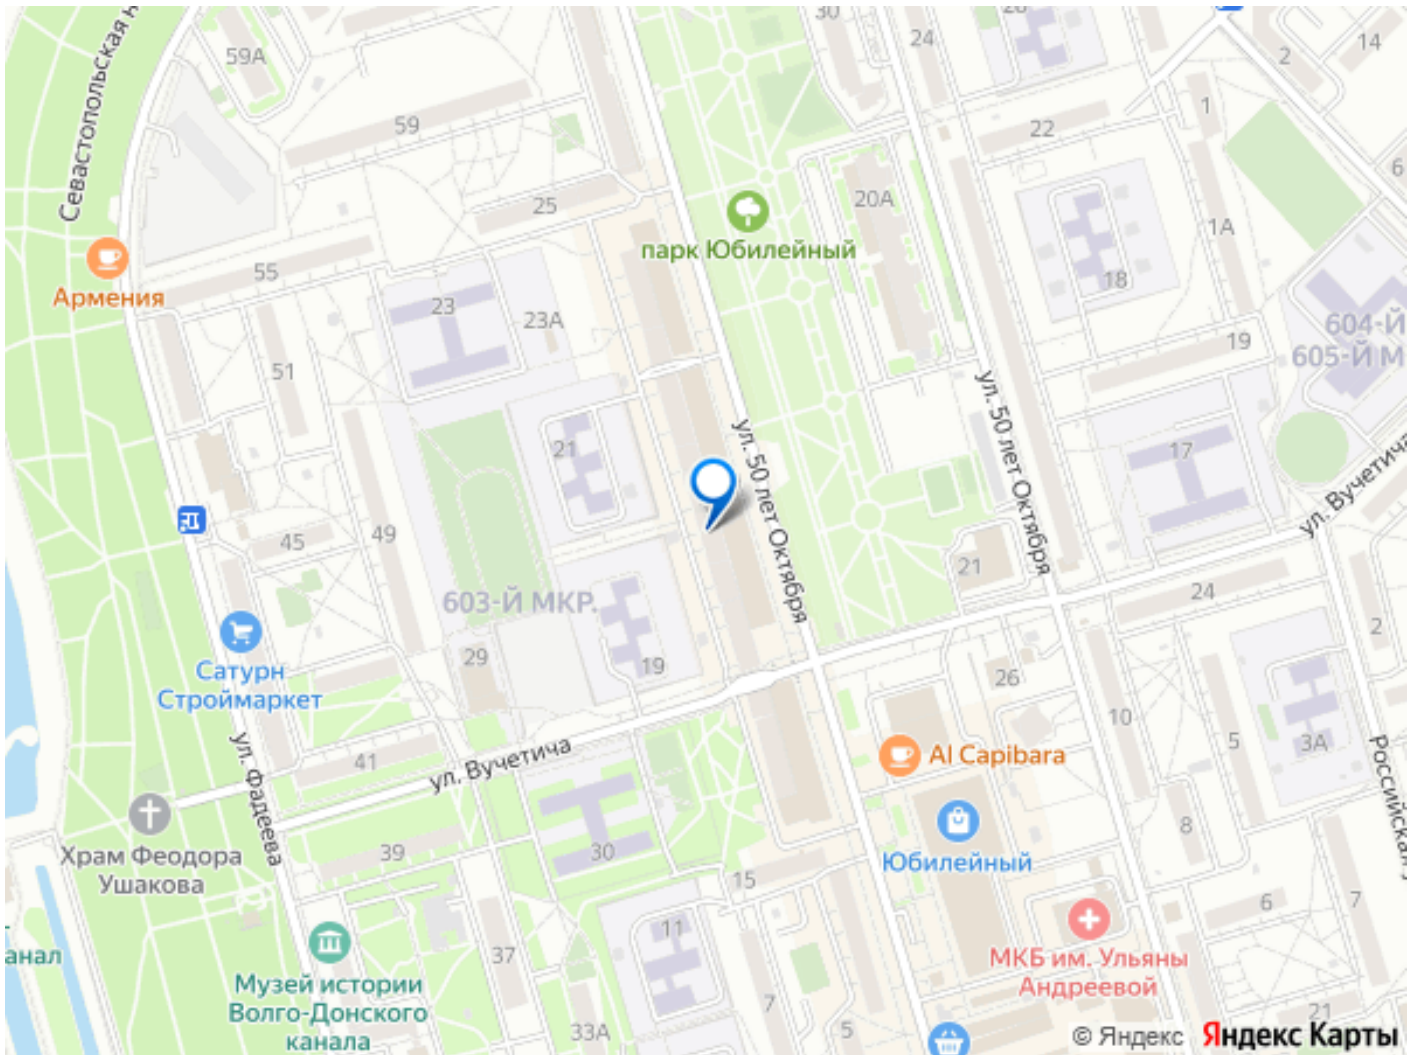 30
26
24
2
14
59А
Севастопольская н
59
22
1
6
25
20А
парк Юбилейный
1А
55
18
Армения
23
23А
604-Й
605-Й М
19
51
ул. 50 лет Октября
ул. 50 лет Октября
21
17
ул. Вучетича
49
45
21
24
603-Й МКР.
2
29
19
Сатурн
Строймаркет
26
10
5
3А
ул. Фадеева
ул. Вучетича
41
Al Capibara
Российская у
8
39
30
Храм Феодора
Ушакова
Юбилейный
15
6
7
11
анал
37
МКБ им. Ульяны
Андреевой
Музей истории
Волго-Донского
канала
7
5
33А
21
© Яндекс Яндекс Карты